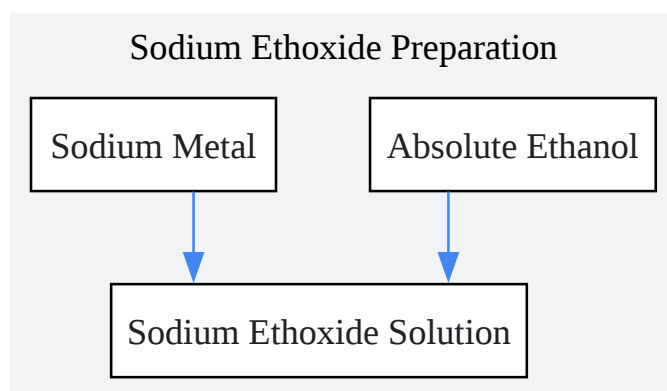 Sodium Ethoxide Preparation
Sodium Metal
Absolute Ethanol
Sodium Ethoxide Solution